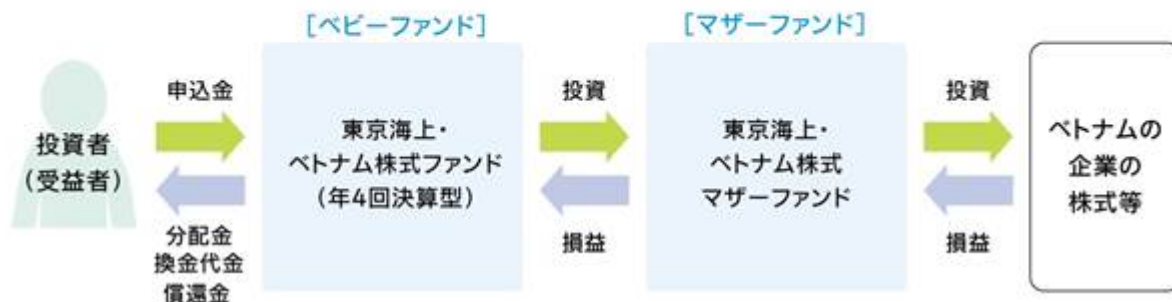 [ベビーファンド]
[マザーファンド]
投資者
(受益者)
申込金
分配金
換金代金
償還金
東京海上・
ベトナム株式ファンド
(年4回決算型)
投資
損益
東京海上・
ベトナム株式
マザーファンド
投資
損益
ベトナムの
企業の
株式等